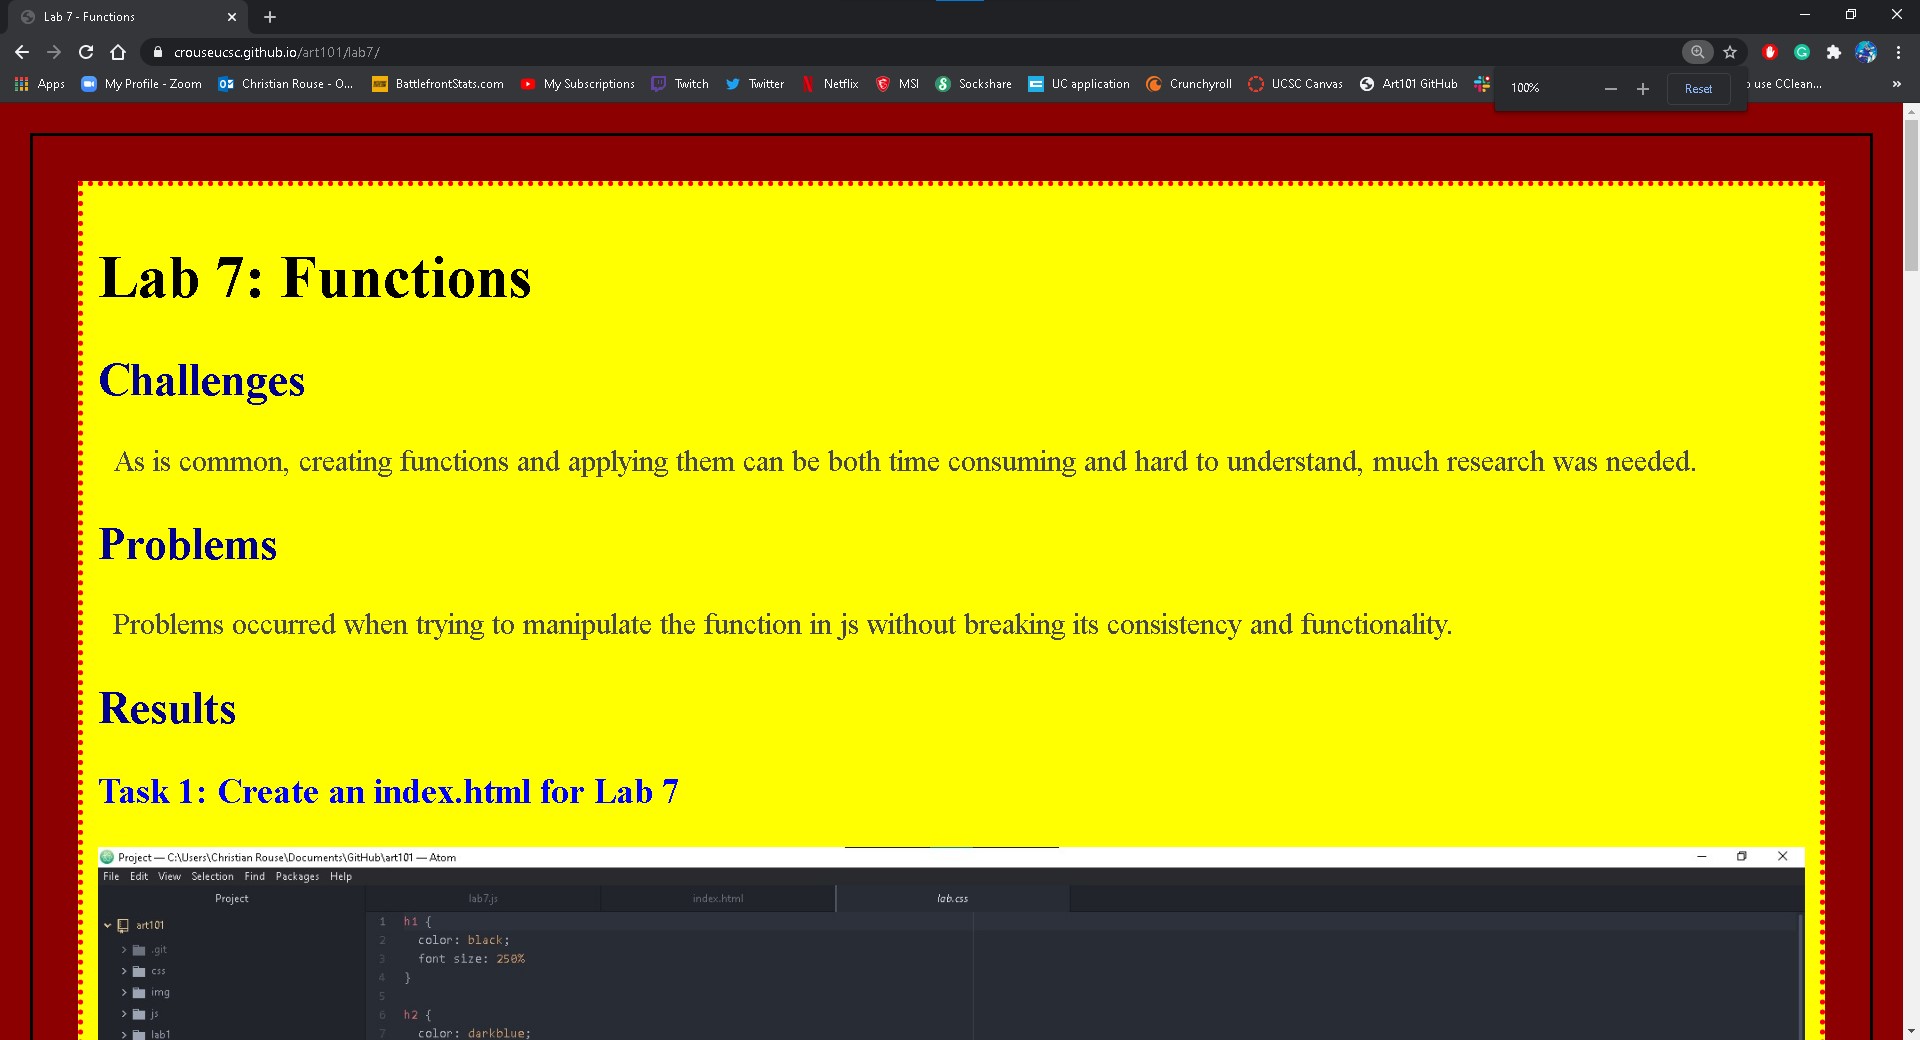 Lab 7 - Functions
crouseucsc.github.io/art101/lab7/
Apps My Profile - Zoom Christian Rouse - O... BattlefrontStats.com My Subscriptions Twitch Twitter Netflix MSI Sockshare UC application Crunchyroll UCSC Canvas Art101 GitHub use CClean... »
100% Reset
Lab 7: Functions
Challenges
As is common, creating functions and applying them can be both time consuming and hard to understand, much research was needed.
Problems
Problems occurred when trying to manipulate the function in js without breaking its consistency and functionality.
Results
Task 1: Create an index.html for Lab 7
Project — C:\Users\Christian Rouse\Documents\GitHub\art101 — Atom
File Edit View Selection Find Packages Help
Project lab7.js index.html lab.css
art101
.git
css
img
js
lab1
1 h1 {
2 color: black;
3 font size: 250%
4 }
5
6 h2 {
7 color: darkblue;